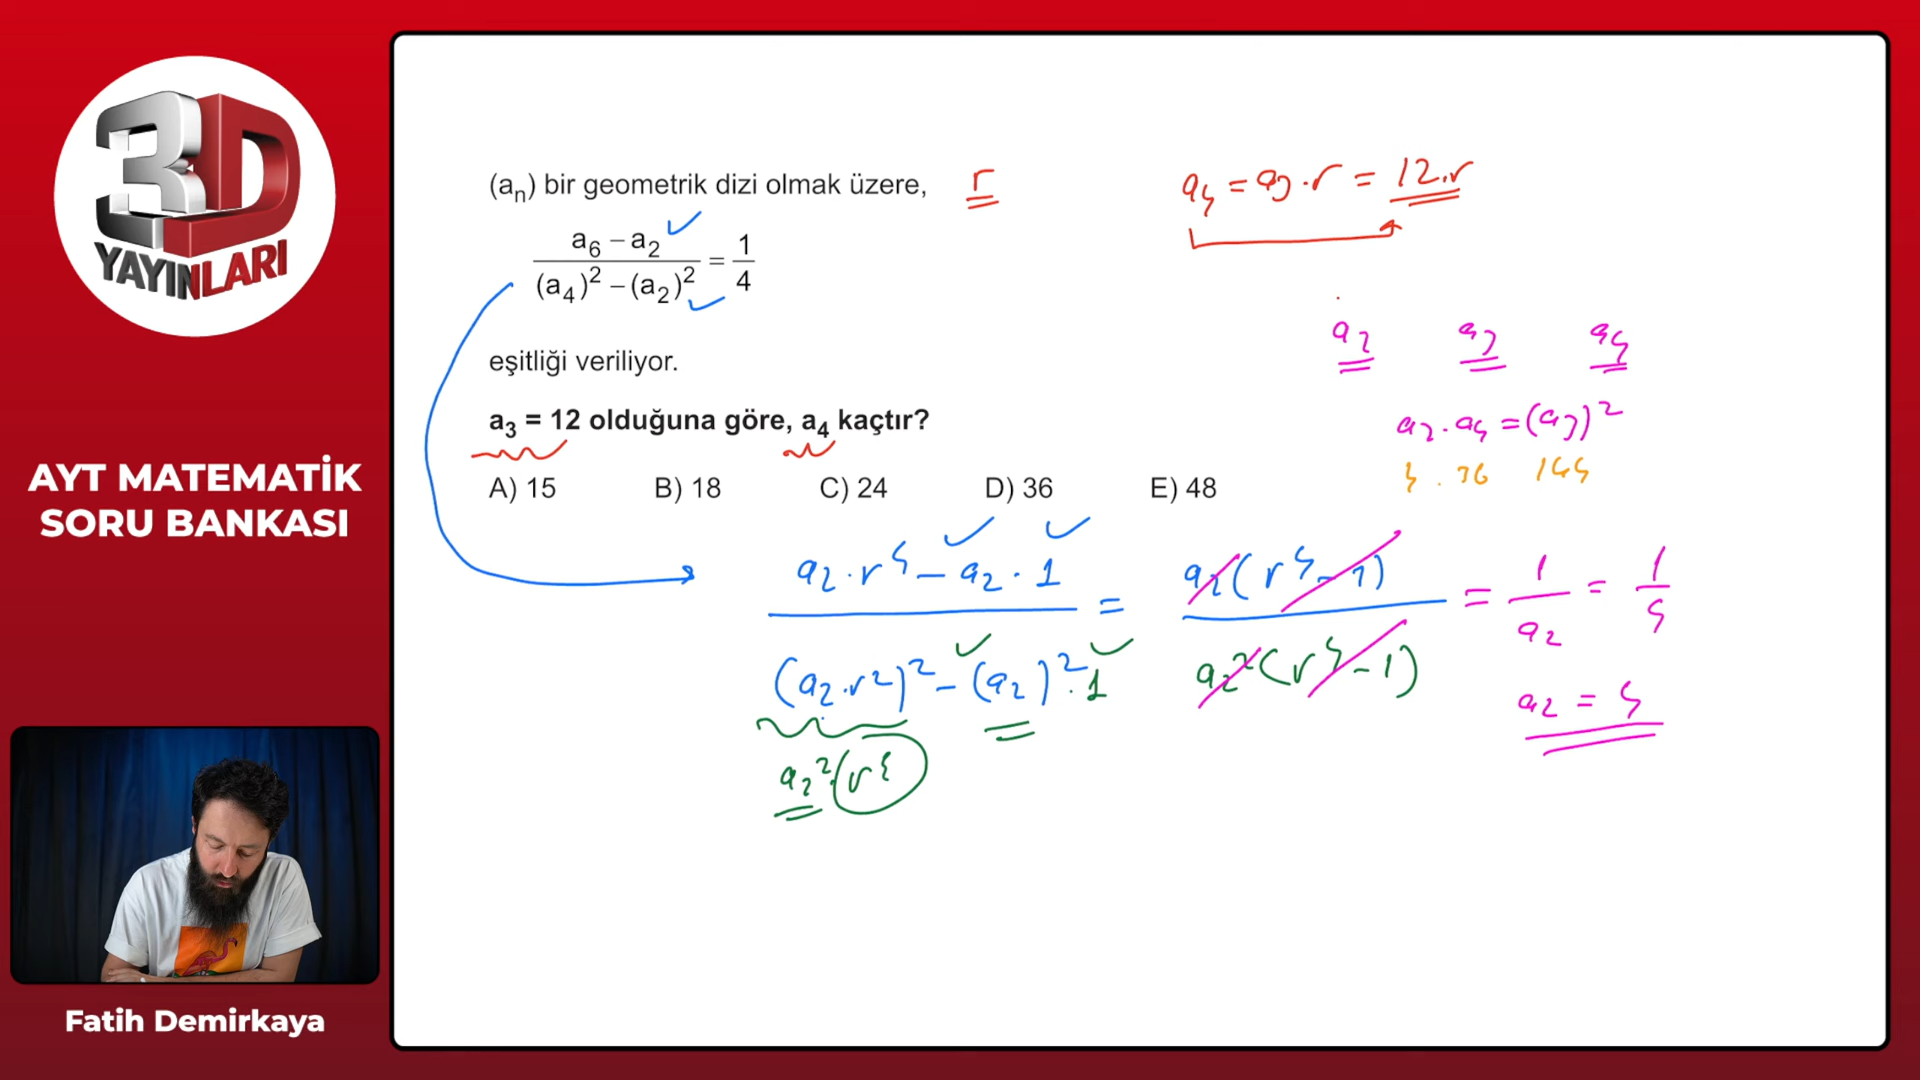 3D
YAYINLARI
AYT MATEMATİK
SORU BANKASI
Fatih Demirkaya
(aₙ) bir geometrik dizi olmak üzere, r
a₆ – a₂ / (a₄)² – (a₂)² = 1/4
eşitliği veriliyor.
a₃ = 12 olduğuna göre, a₄ kaçtır?
A) 15 B) 18 C) 24 D) 36 E) 48
a₄ = a₃ · r = 12.r
a₂ a₃ a₄
a₂ · a₄ = (a₃)²
4 . 36 144
a₂ · r⁴ – a₂ · 1 / (a₂ · r²)² – (a₂)² · 1 = a₂(r⁴ – 1) / a₂²(r⁴ – 1) = 1/a₂ = 1/4
a₂² · r⁴
a₂ = 4